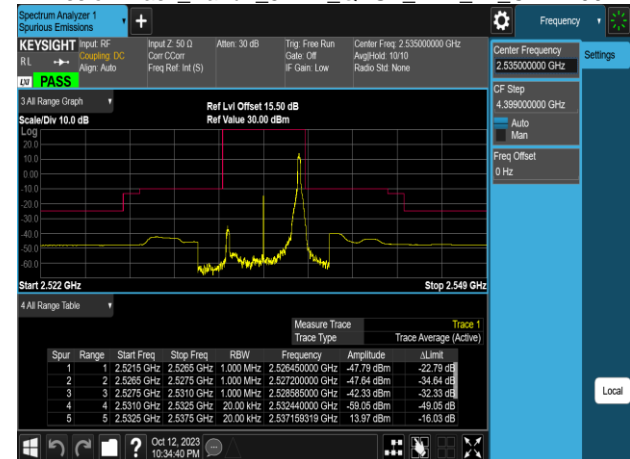 Spectrum Analyzer 1
Spurious Emissions
+
Frequency
KEYSIGHT
RL
LXI
PASS
Input: RF
Coupling: DC
Align: Auto
Input Z: 50 Ω
Corr CCorr
Freq Ref: Int (S)
Atten: 30 dB
Trig: Free Run
Gate: Off
IF Gain: Low
Center Freq: 2.535000000 GHz
Avg|Hold: 10/10
Radio Std: None
Center Frequency
2.535000000 GHz
Settings
CF Step
4.399000000 GHz
Auto
Man
Freq Offset
0 Hz
3 All Range Graph
Scale/Div 10.0 dB
Ref Lvl Offset 15.50 dB
Ref Value 30.00 dBm
Log
20.0
10.0
0.00
-10.0
-20.0
-30.0
-40.0
-50.0
-60.0
Start 2.522 GHz
Stop 2.549 GHz
4 All Range Table
Measure Trace Trace 1
Trace Type Trace Average (Active)
Spur Range Start Freq Stop Freq RBW Frequency Amplitude ΔLimit
1 1 2.5215 GHz 2.5265 GHz 1.000 MHz 2.526450000 GHz -47.79 dBm -22.79 dB
2 2 2.5265 GHz 2.5275 GHz 1.000 MHz 2.527200000 GHz -47.64 dBm -34.64 dB
3 3 2.5275 GHz 2.5310 GHz 1.000 MHz 2.528585000 GHz -42.33 dBm -32.33 dB
4 4 2.5310 GHz 2.5325 GHz 20.00 kHz 2.532440000 GHz -59.05 dBm -49.05 dB
5 5 2.5325 GHz 2.5375 GHz 20.00 kHz 2.537159319 GHz 13.97 dBm -16.03 dB
Local
?
Oct 12, 2023
10:34:40 PM